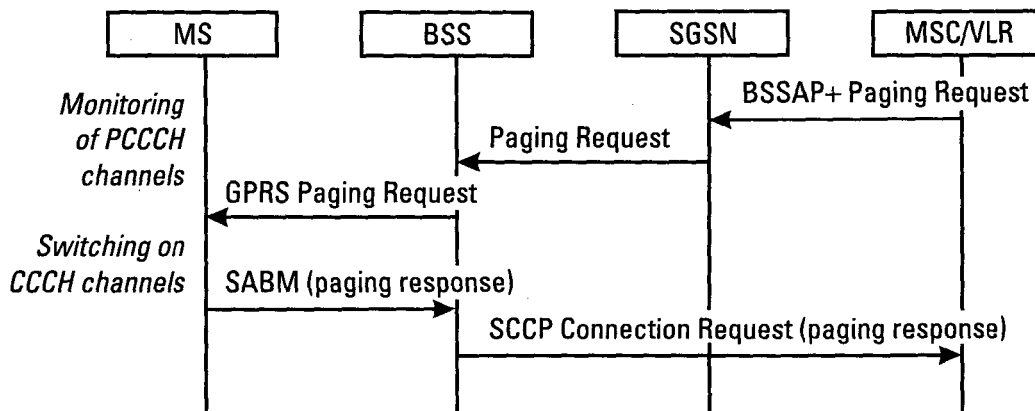 MS
BSS
SGSN
MSC/VLR
BSSAP+ Paging Request
Monitoring
of PCCCH
channels
Paging Request
GPRS Paging Request
Switching on
CCCH channels
SABM (paging response)
SCCP Connection Request (paging response)